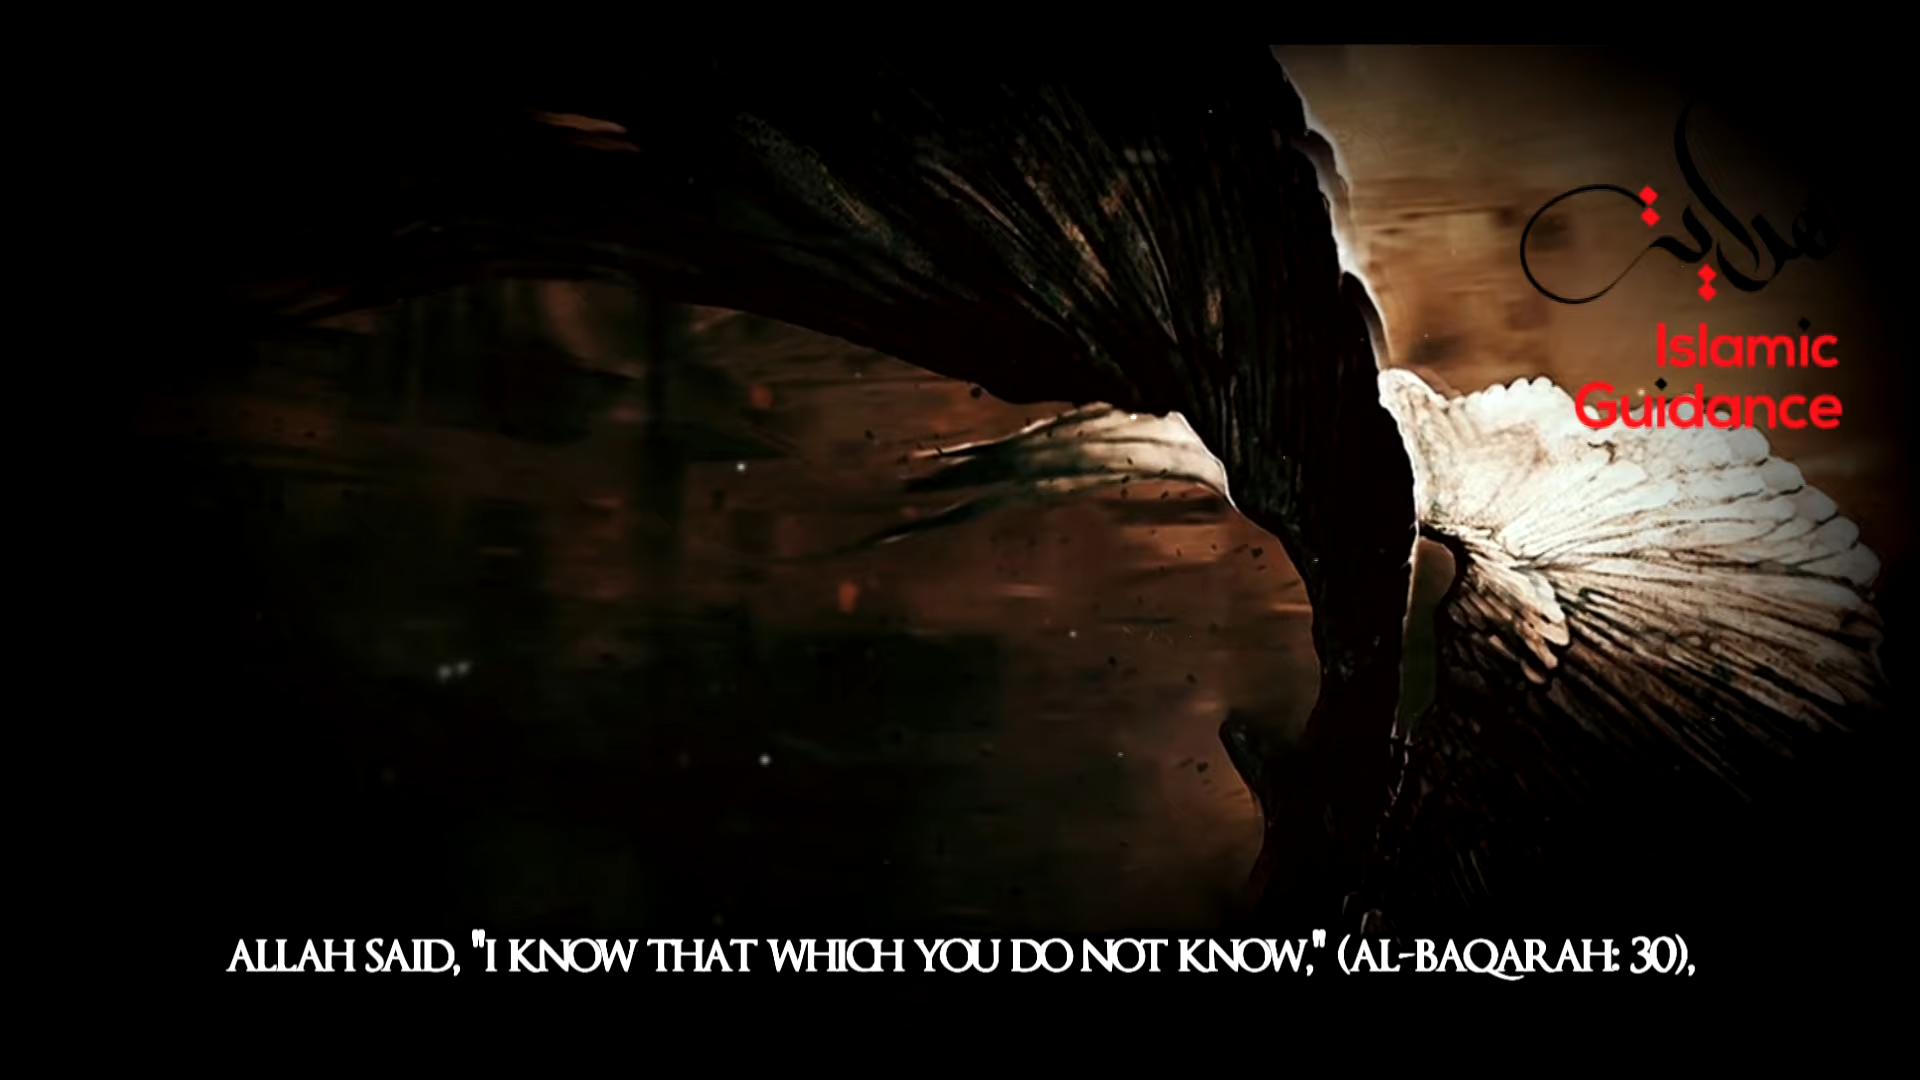 هداية
Islamic
Guidance
ALLAH SAID, "I KNOW THAT WHICH YOU DO NOT KNOW," (AL-BAQARAH: 30),